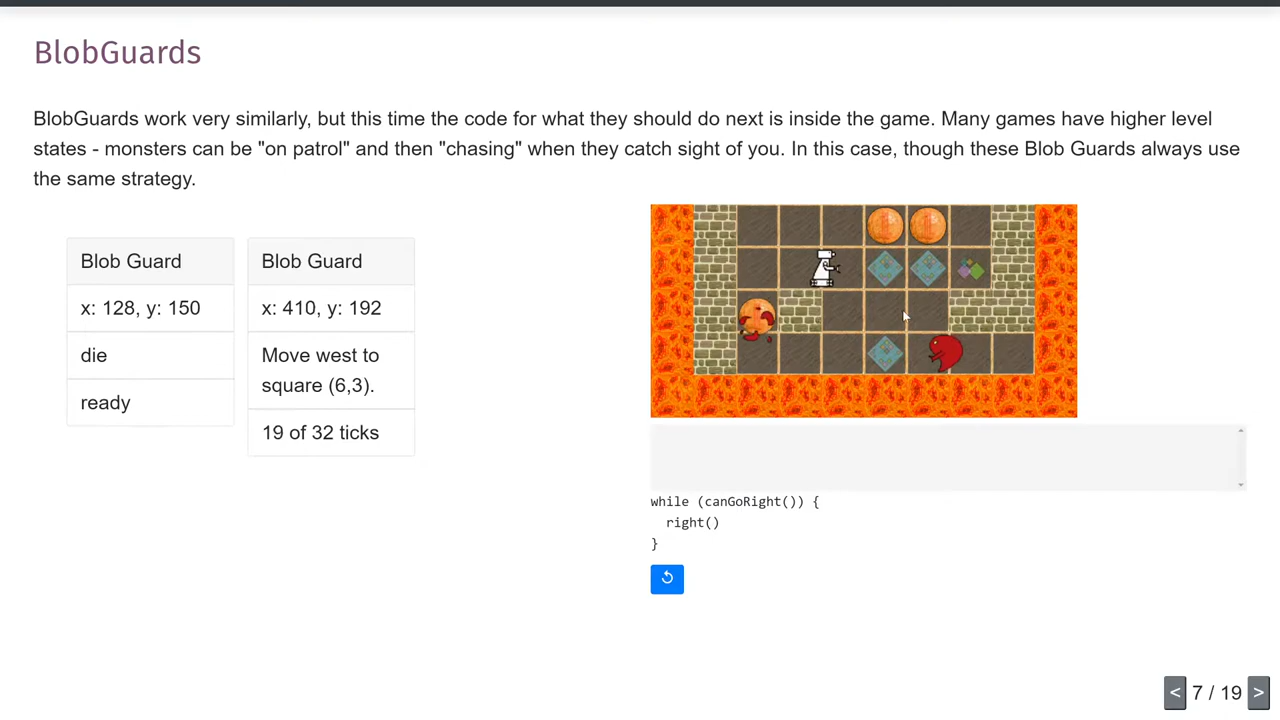 BlobGuards
BlobGuards work very similarly, but this time the code for what they should do next is inside the game. Many games have higher level
states - monsters can be "on patrol" and then "chasing" when they catch sight of you. In this case, though these Blob Guards always use
the same strategy.
Blob Guard
x: 128, y: 150
die
ready
Blob Guard
x: 410, y: 192
Move west to
square (6,3).
19 of 32 ticks
while (canGoRight()) {
  right()
}
< 7 / 19 >